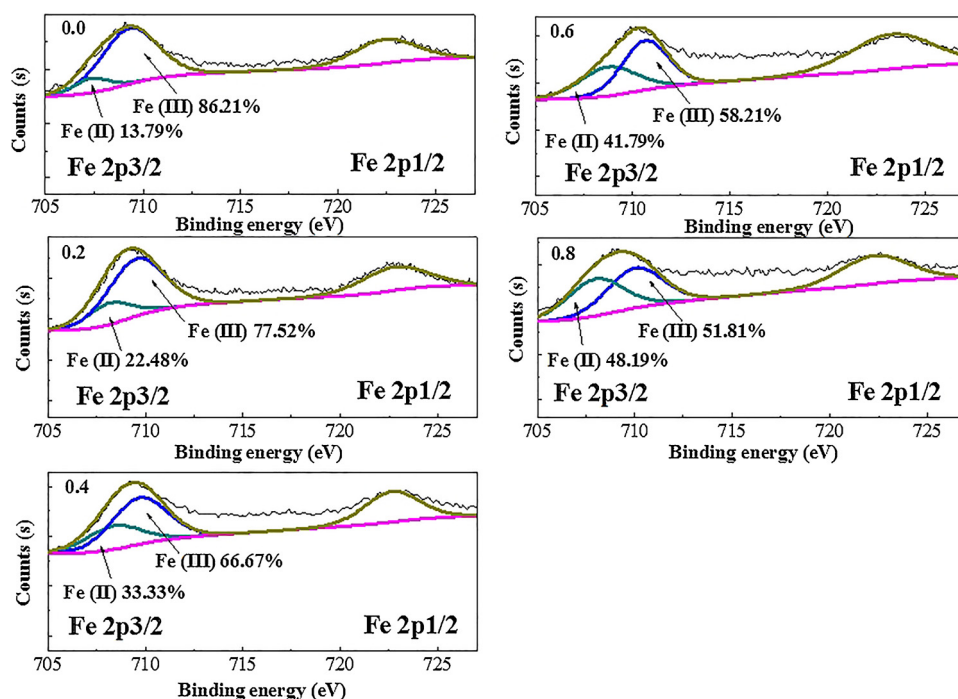 0.0
Counts (s)
Fe (III) 86.21%
Fe (II) 13.79%
Fe 2p3/2
Fe 2p1/2
705 710 715 720 725
Binding energy (eV)
0.2
Counts (s)
Fe (III) 77.52%
Fe (II) 22.48%
Fe 2p3/2
Fe 2p1/2
705 710 715 720 725
Binding energy (eV)
0.4
Counts (s)
Fe (III) 66.67%
Fe (II) 33.33%
Fe 2p3/2
Fe 2p1/2
705 710 715 720 725
Binding energy (eV)
0.6
Counts (s)
Fe (III) 58.21%
Fe (II) 41.79%
Fe 2p3/2
Fe 2p1/2
705 710 715 720 725
Binding energy (eV)
0.8
Counts (s)
Fe (III) 51.81%
Fe (II) 48.19%
Fe 2p3/2
Fe 2p1/2
705 710 715 720 725
Binding energy (eV)